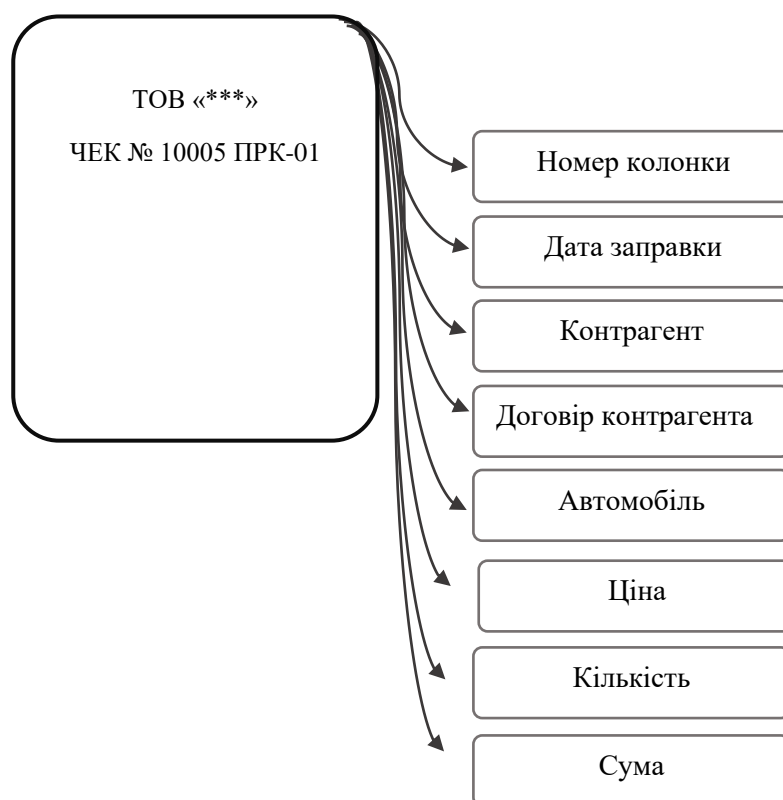 ТОВ «***»
ЧЕК № 10005 ПРК-01
Номер колонки
Дата заправки
Контрагент
Договір контрагента
Автомобіль
Ціна
Кількість
Сума